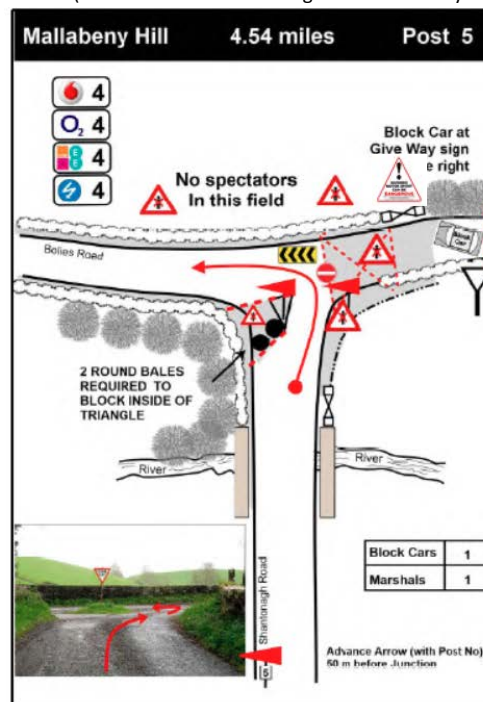 Mallabeny Hill 4.54 miles Post 5
4
O2 4
4
4
No spectators
In this field
Block Car at
Give Way sign
right
Bolies Road
2 ROUND BALES
REQUIRED TO
BLOCK INSIDE OF
TRIANGLE
River
River
Shantonagh Road
5
Block Cars 1
Marshals 1
Advance Arrow (with Post No)
50 m before Junction